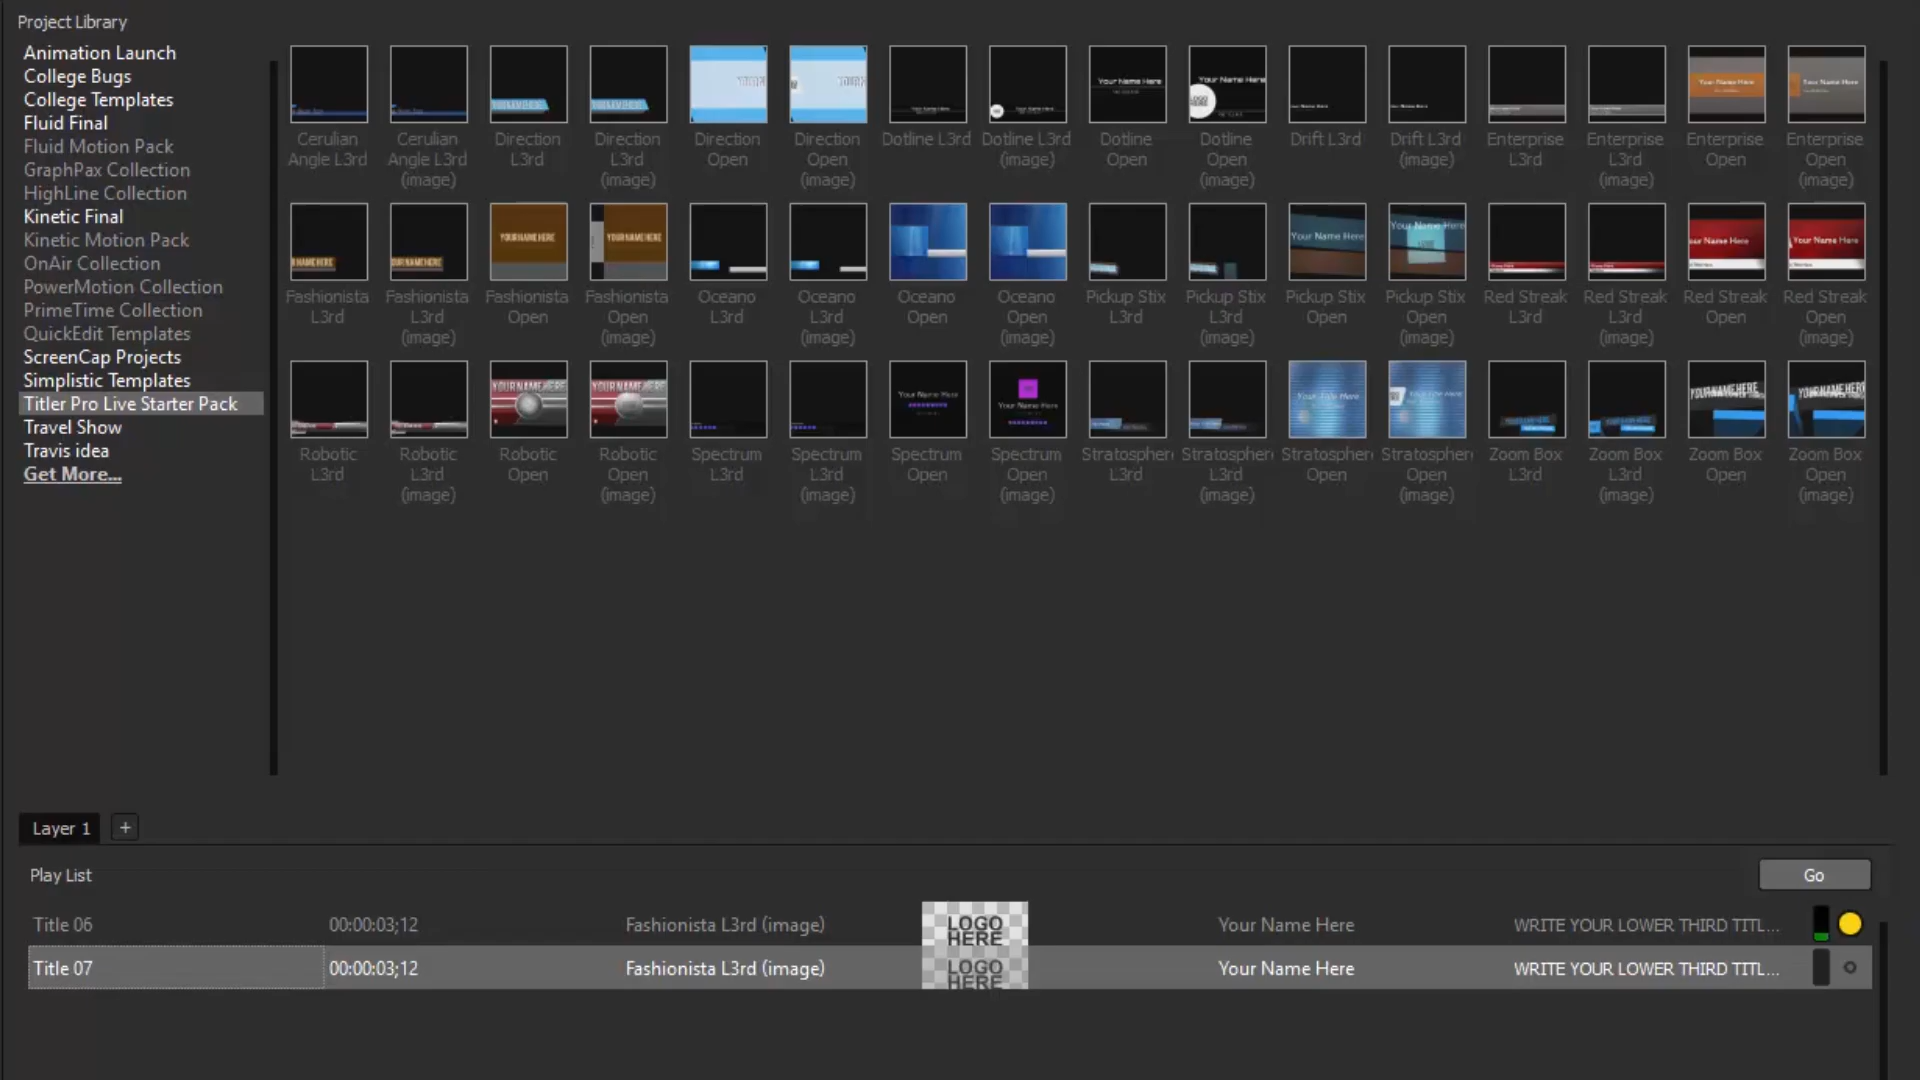 Project Library
Animation Launch
College Bugs
College Templates
Fluid Final
Fluid Motion Pack
GraphPax Collection
HighLine Collection
Kinetic Final
Kinetic Motion Pack
OnAir Collection
PowerMotion Collection
PrimeTime Collection
QuickEdit Templates
ScreenCap Projects
Simplistic Templates
Titler Pro Live Starter Pack
Travel Show
Travis idea
Get More...
Cerulian Angle L3rd
Cerulian Angle L3rd (image)
Direction L3rd
Direction L3rd (image)
Direction Open
Direction Open (image)
Dotline L3rd
Dotline L3rd (image)
Dotline Open
Dotline Open (image)
Drift L3rd
Drift L3rd (image)
Enterprise L3rd
Enterprise L3rd (image)
Enterprise Open
Enterprise Open (image)
Fashionista L3rd
Fashionista L3rd (image)
Fashionista Open
Fashionista Open (image)
Oceano L3rd
Oceano L3rd (image)
Oceano Open
Oceano Open (image)
Pickup Stix L3rd
Pickup Stix L3rd (image)
Pickup Stix Open
Pickup Stix Open (image)
Red Streak L3rd
Red Streak L3rd (image)
Red Streak Open
Red Streak Open (image)
Robotic L3rd
Robotic L3rd (image)
Robotic Open
Robotic Open (image)
Spectrum L3rd
Spectrum L3rd (image)
Spectrum Open
Spectrum Open (image)
Stratospher L3rd
Stratospher L3rd (image)
Stratospher Open
Stratospher Open (image)
Zoom Box L3rd
Zoom Box L3rd (image)
Zoom Box Open
Zoom Box Open (image)
Layer 1 +
Play List
Go
Title 06 00:00:03;12 Fashionista L3rd (image) LOGO HERE Your Name Here WRITE YOUR LOWER THIRD TITL...
Title 07 00:00:03;12 Fashionista L3rd (image) LOGO HERE Your Name Here WRITE YOUR LOWER THIRD TITL...